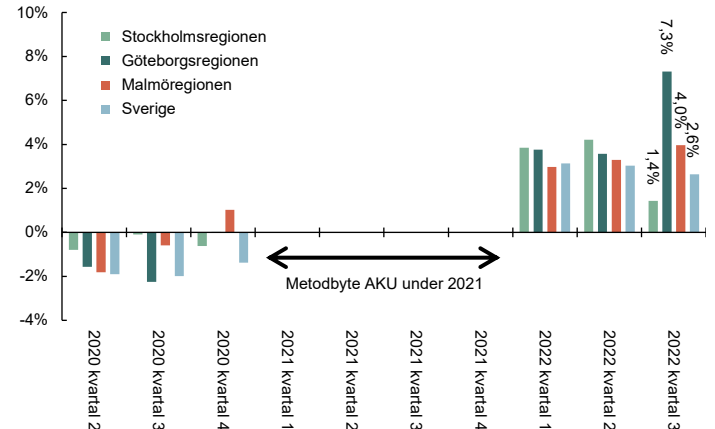 10%
8%
6%
4%
2%
0%
-2%
-4%
Stockholmsregionen
Göteborgsregionen
Malmöregionen
Sverige
1,4%
7,3%
4,0%
2,6%
Metodbyte AKU under 2021
2020 kvartal 2
2020 kvartal 3
2020 kvartal 4
2021 kvartal 1
2021 kvartal 2
2021 kvartal 3
2021 kvartal 4
2022 kvartal 1
2022 kvartal 2
2022 kvartal 3